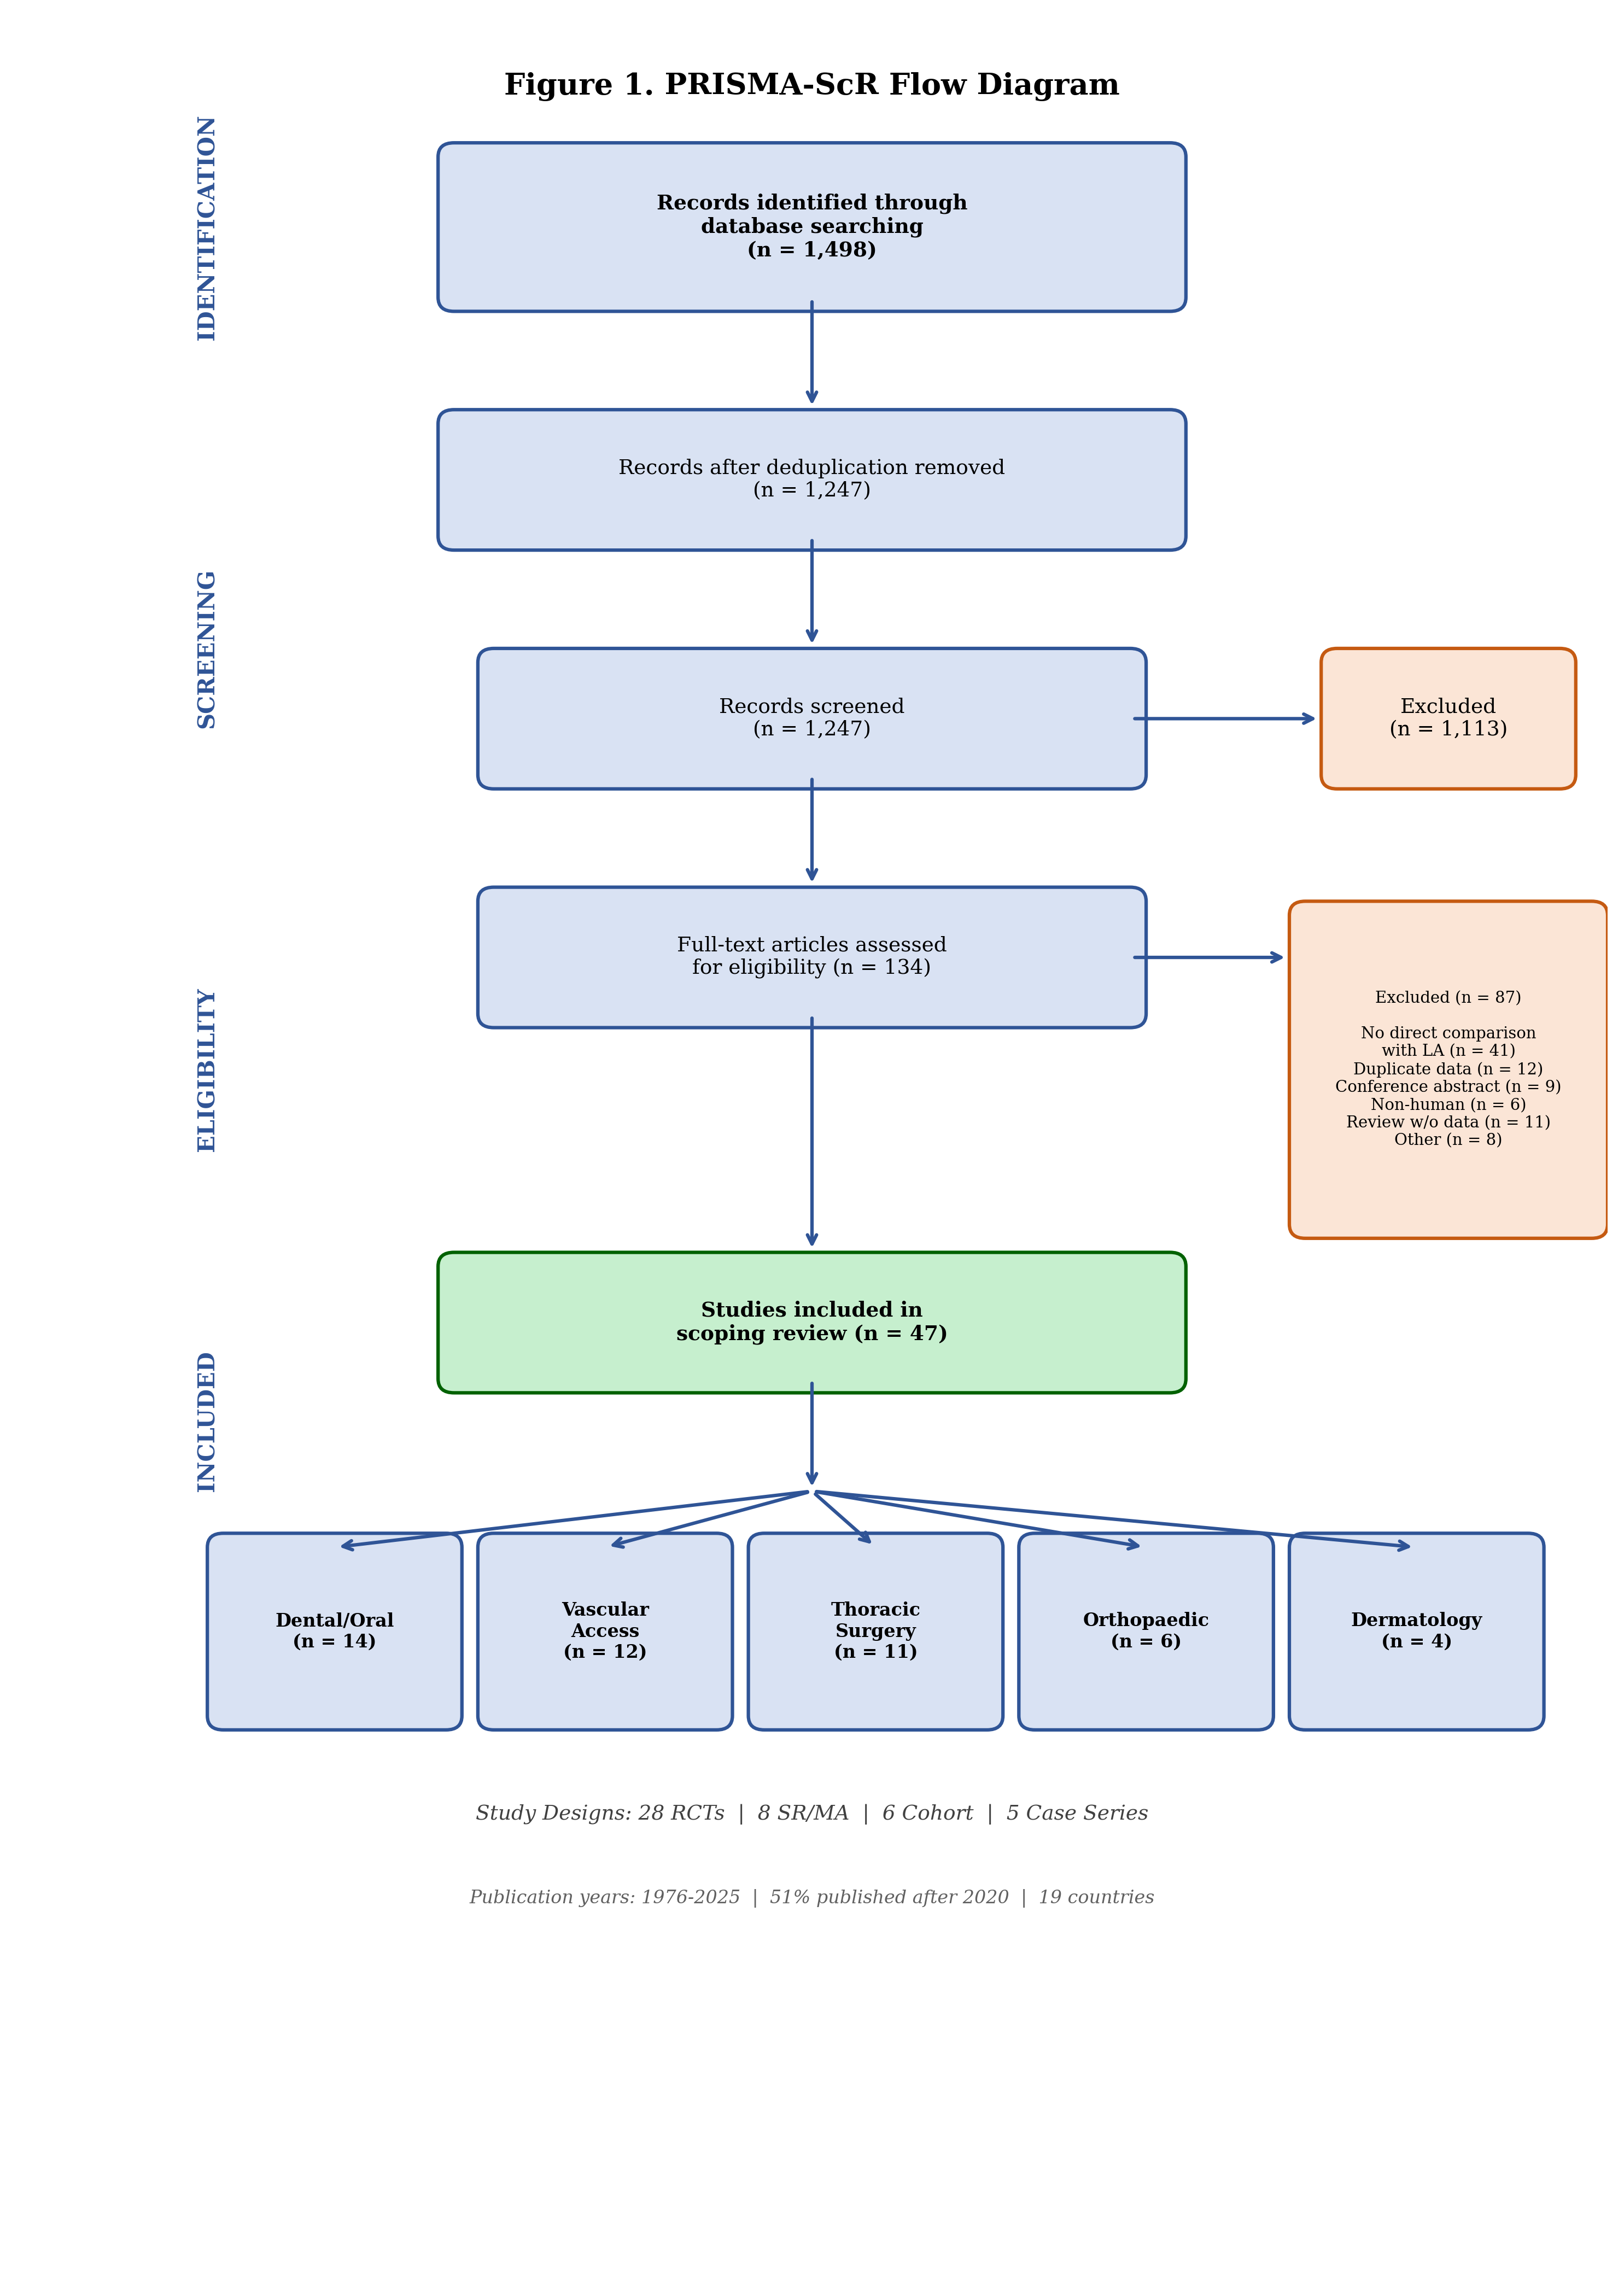 Figure 1. PRISMA-ScR Flow Diagram
IDENTIFICATION
Records identified through
database searching
(n = 1,498)
Records after deduplication removed
(n = 1,247)
SCREENING
Records screened
(n = 1,247)
Excluded
(n = 1,113)
ELIGIBILITY
Full-text articles assessed
for eligibility (n = 134)
Excluded (n = 87)
No direct comparison
with LA (n = 41)
Duplicate data (n = 12)
Conference abstract (n = 9)
Non-human (n = 6)
Review w/o data (n = 11)
Other (n = 8)
INCLUDED
Studies included in
scoping review (n = 47)
Dental/Oral
(n = 14)
Vascular
Access
(n = 12)
Thoracic
Surgery
(n = 11)
Orthopaedic
(n = 6)
Dermatology
(n = 4)
Study Designs: 28 RCTs | 8 SR/MA | 6 Cohort | 5 Case Series
Publication years: 1976-2025 | 51% published after 2020 | 19 countries